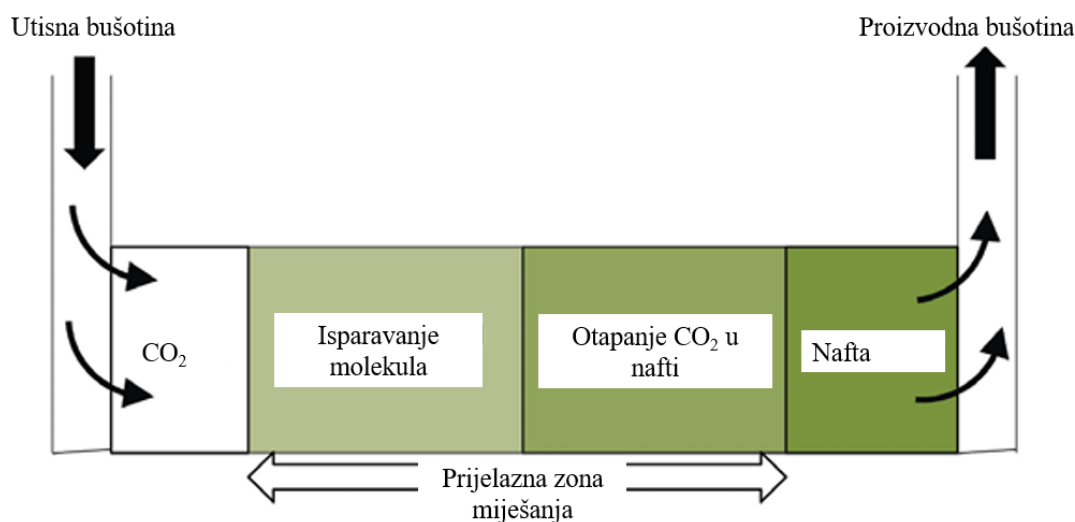 Utisna bušotina
Proizvodna bušotina
CO₂
Isparavanje
molekula
Otapanje CO₂ u
nafti
Nafta
Prijelazna zona
miješanja